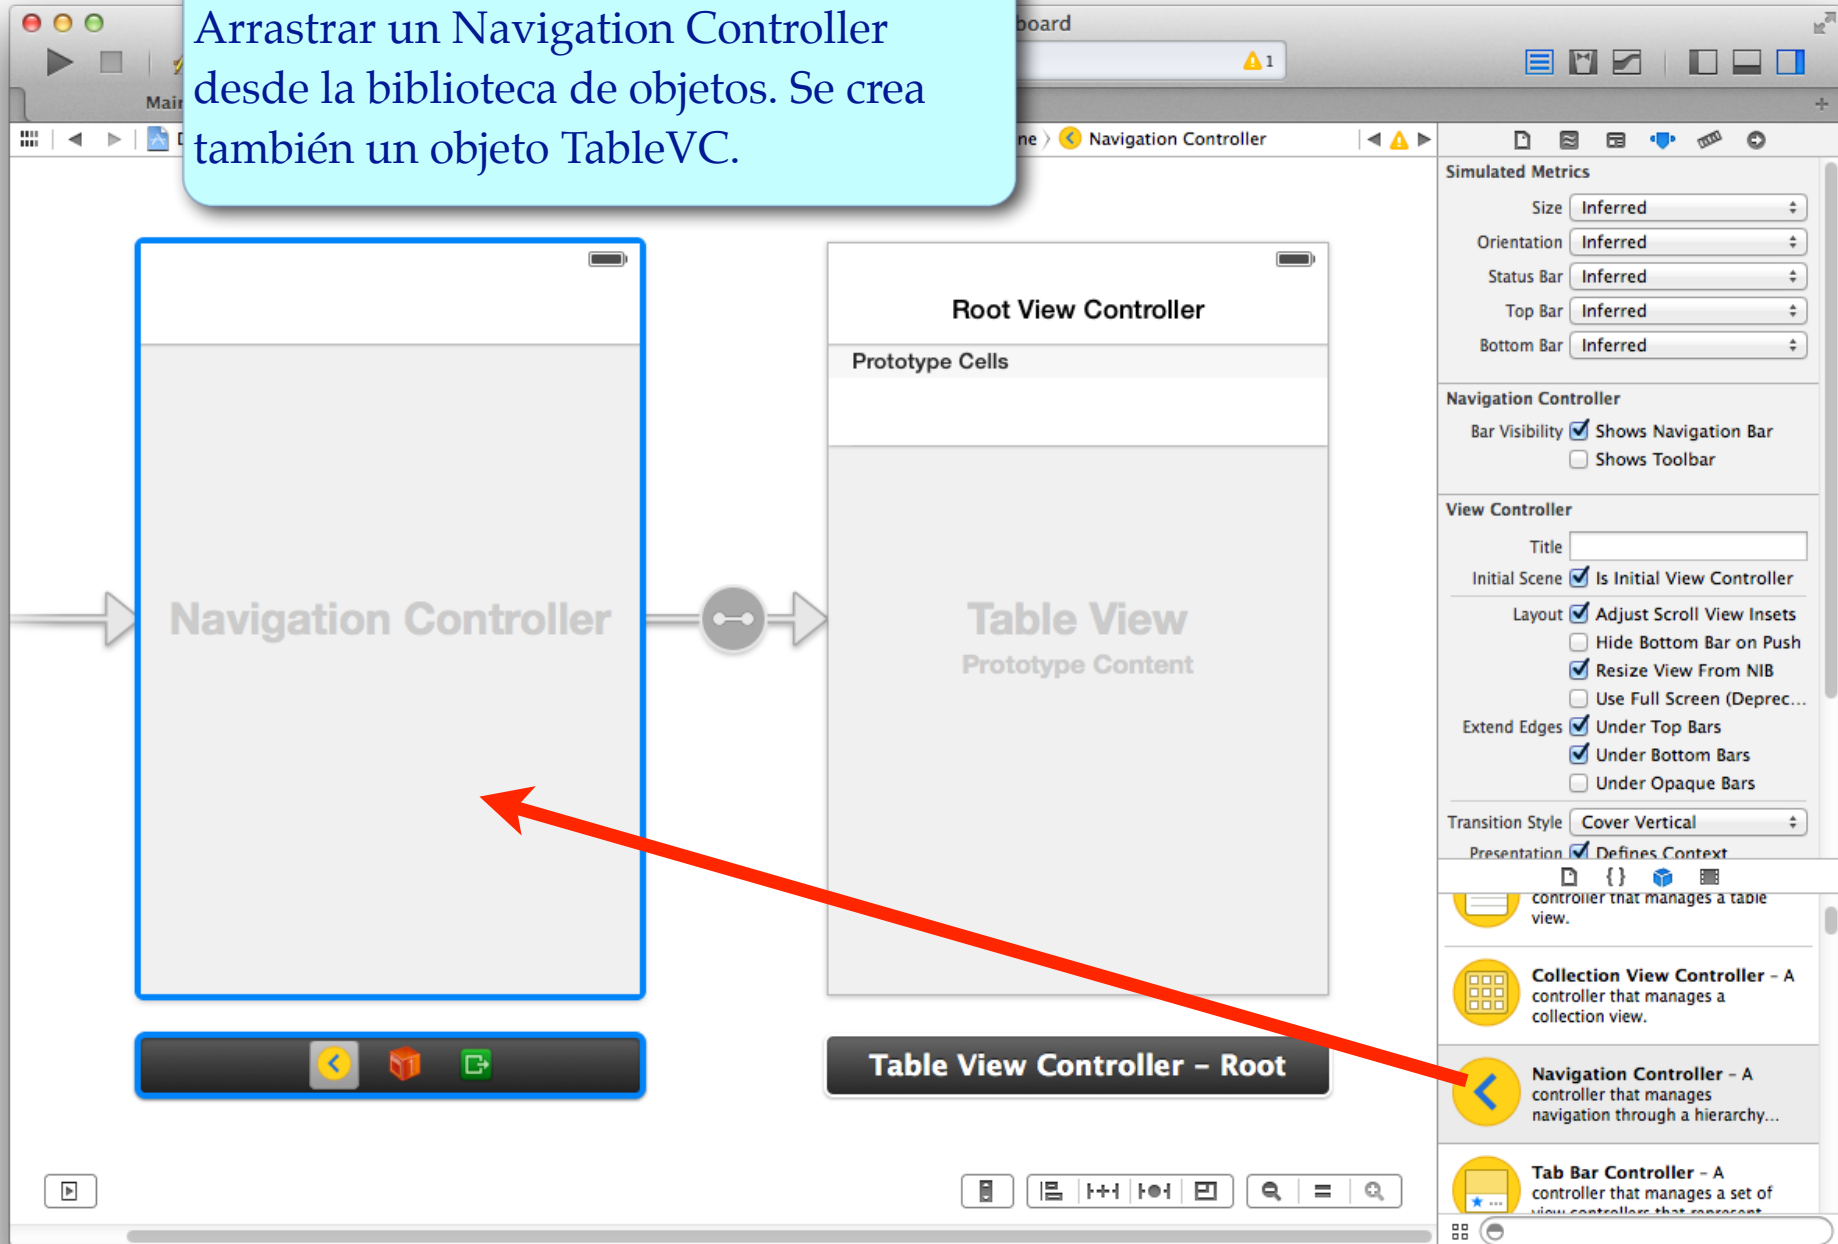 Arrastrar un Navigation Controller
desde la biblioteca de objetos. Se crea
también un objeto TableVC.
board
1
Navigation Controller
Simulated Metrics
Size Inferred
Orientation Inferred
Status Bar Inferred
Top Bar Inferred
Bottom Bar Inferred
Navigation Controller
Bar Visibility Shows Navigation Bar
Shows Toolbar
View Controller
Title
Initial Scene Is Initial View Controller
Layout Adjust Scroll View Insets
Hide Bottom Bar on Push
Resize View From NIB
Use Full Screen (Deprec...
Extend Edges Under Top Bars
Under Bottom Bars
Under Opaque Bars
Transition Style Cover Vertical
Presentation Defines Context
Root View Controller
Prototype Cells
Navigation Controller
Table View
Prototype Content
Table View Controller – Root
controller that manages a table
view.
Collection View Controller – A
controller that manages a
collection view.
Navigation Controller – A
controller that manages
navigation through a hierarchy...
Tab Bar Controller – A
controller that manages a set of
view controllers that represent